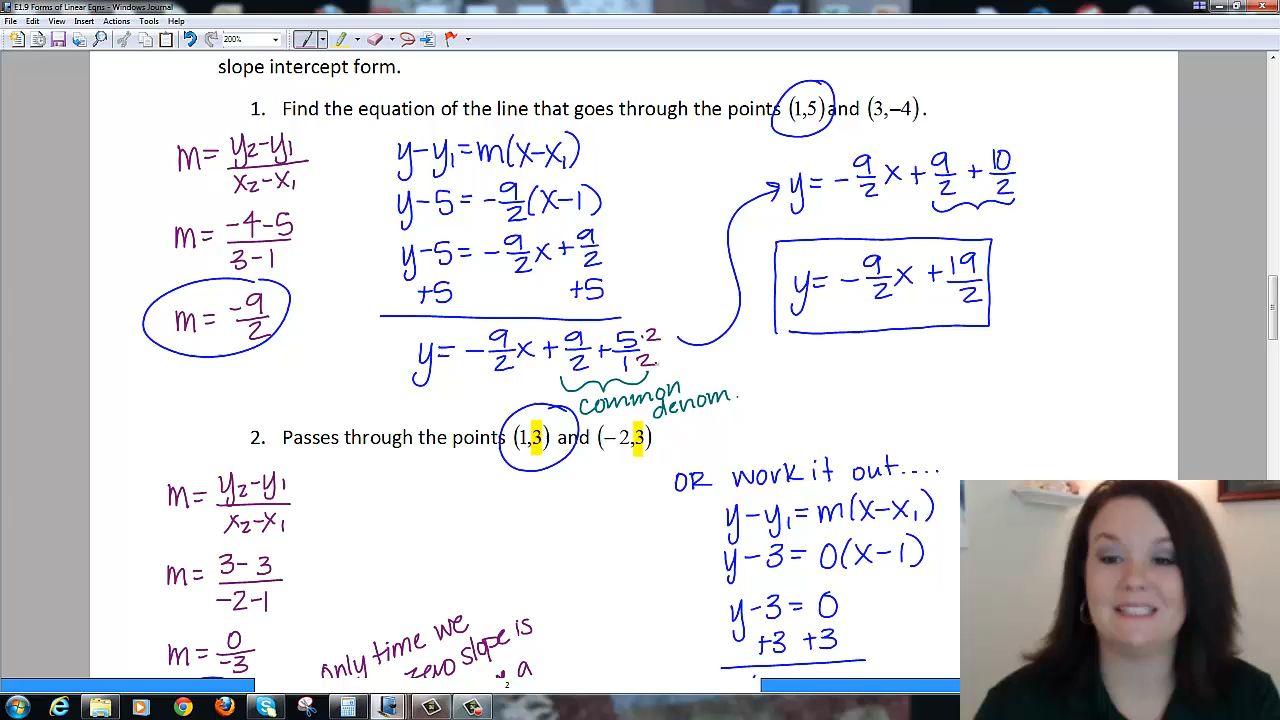 E1.9 Forms of Linear Eqns - Windows Journal
File Edit View Insert Actions Tools Help
200%
slope intercept form.
1. Find the equation of the line that goes through the points (1,5) and (3,−4).
m = y₂−y₁ / x₂−x₁
m = −4−5 / 3−1
m = −9/2
y−y₁ = m(x−x₁)
y−5 = −9/2(x−1)
y−5 = −9/2x + 9/2
+5 +5
y = −9/2x + 9/2 + 5·2/1·2
common
denom.
y = −9/2x + 9/2 + 10/2
y = −9/2x + 19/2
2. Passes through the points (1,3) and (−2,3)
m = y₂−y₁ / x₂−x₁
m = 3−3 / −2−1
m = 0/−3
only time we
zero slope is
a
OR work it out....
y−y₁ = m(x−x₁)
y−3 = 0(x−1)
y−3 = 0
+3 +3
2